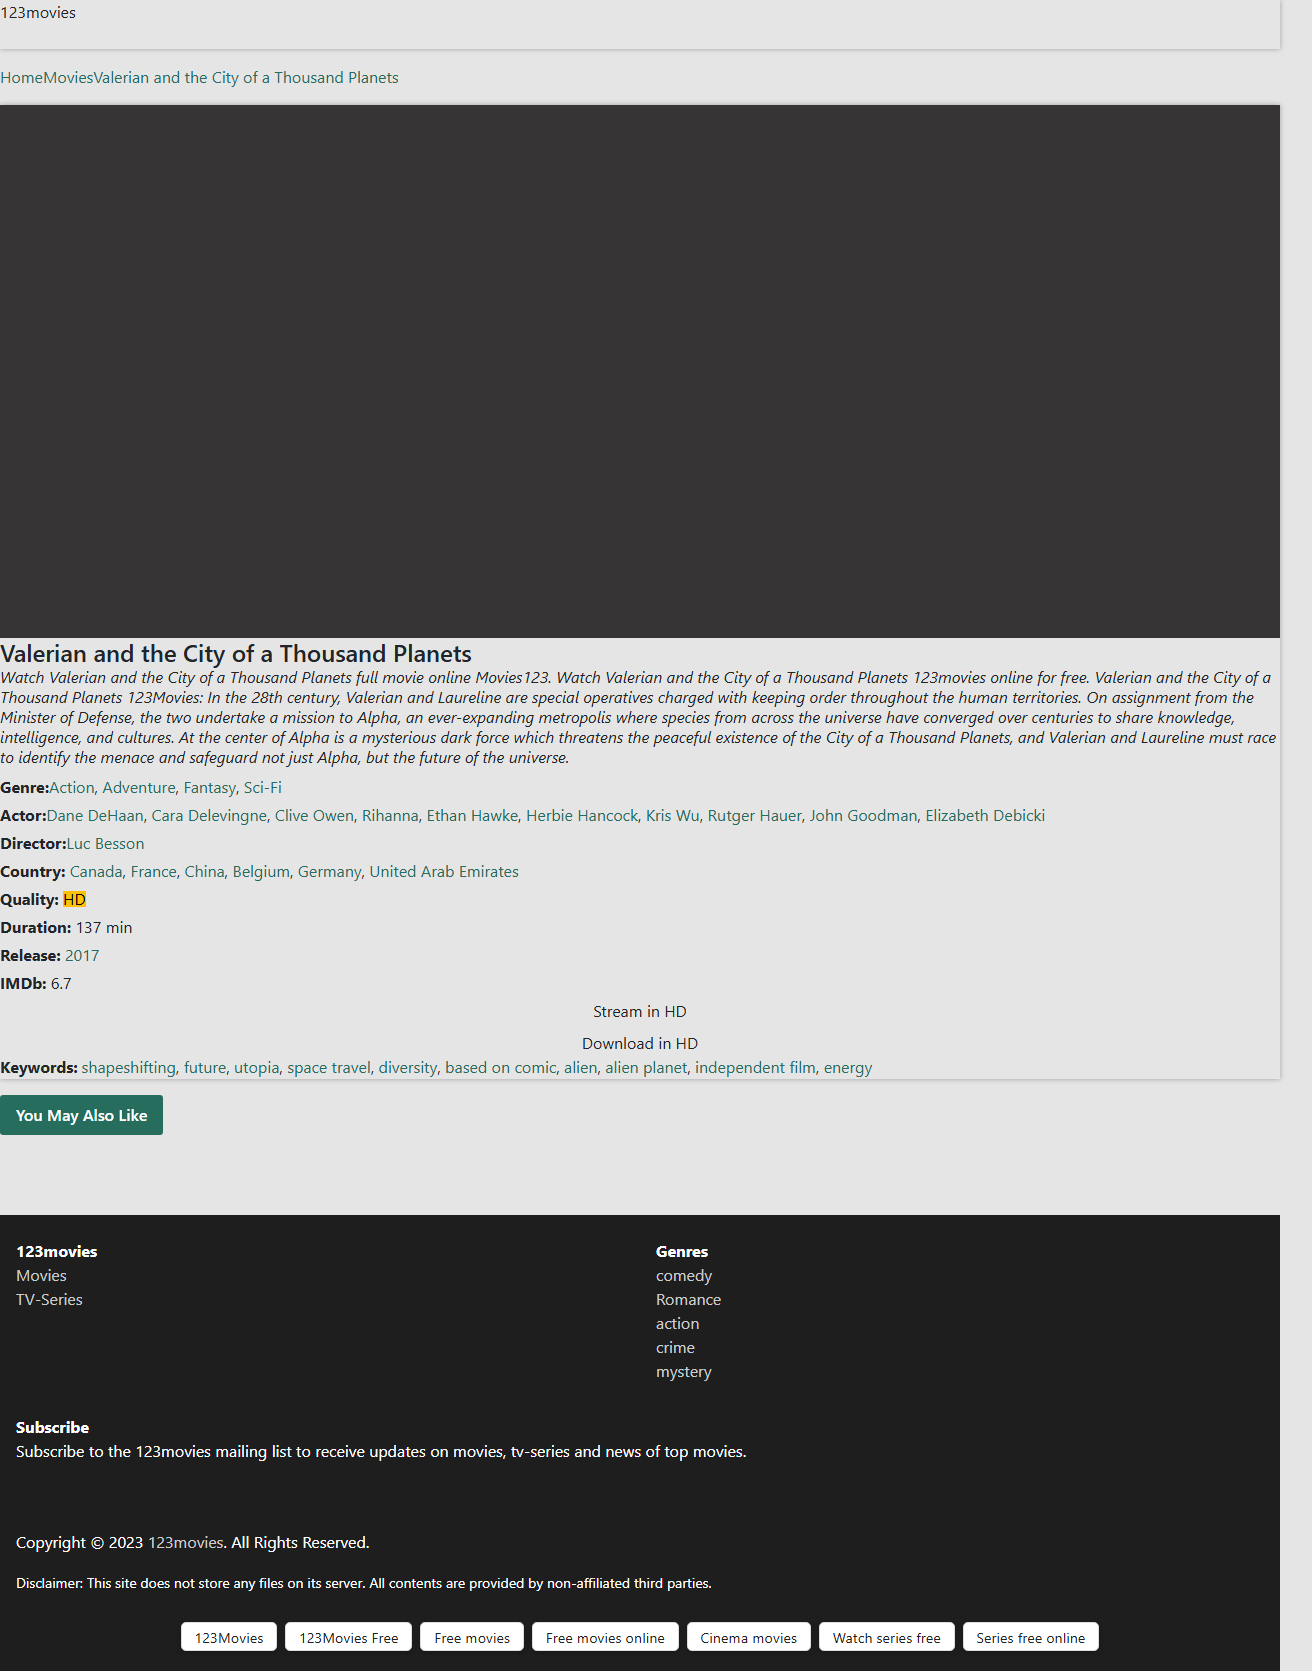 123movies
HomeMoviesValerian and the City of a Thousand Planets
Valerian and the City of a Thousand Planets
Watch Valerian and the City of a Thousand Planets full movie online Movies123. Watch Valerian and the City of a Thousand Planets 123movies online for free. Valerian and the City of a
Thousand Planets 123Movies: In the 28th century, Valerian and Laureline are special operatives charged with keeping order throughout the human territories. On assignment from the
Minister of Defense, the two undertake a mission to Alpha, an ever-expanding metropolis where species from across the universe have converged over centuries to share knowledge,
intelligence, and cultures. At the center of Alpha is a mysterious dark force which threatens the peaceful existence of the City of a Thousand Planets, and Valerian and Laureline must race
to identify the menace and safeguard not just Alpha, but the future of the universe.
Genre:Action, Adventure, Fantasy, Sci-Fi
Actor:Dane DeHaan, Cara Delevingne, Clive Owen, Rihanna, Ethan Hawke, Herbie Hancock, Kris Wu, Rutger Hauer, John Goodman, Elizabeth Debicki
Director:Luc Besson
Country: Canada, France, China, Belgium, Germany, United Arab Emirates
Quality: HD
Duration: 137 min
Release: 2017
IMDb: 6.7
Stream in HD
Download in HD
Keywords: shapeshifting, future, utopia, space travel, diversity, based on comic, alien, alien planet, independent film, energy
You May Also Like
123movies
Movies
TV-Series
Genres
comedy
Romance
action
crime
mystery
Subscribe
Subscribe to the 123movies mailing list to receive updates on movies, tv-series and news of top movies.
Copyright © 2023 123movies. All Rights Reserved.
Disclaimer: This site does not store any files on its server. All contents are provided by non-affiliated third parties.
123Movies 123Movies Free Free movies Free movies online Cinema movies Watch series free Series free online